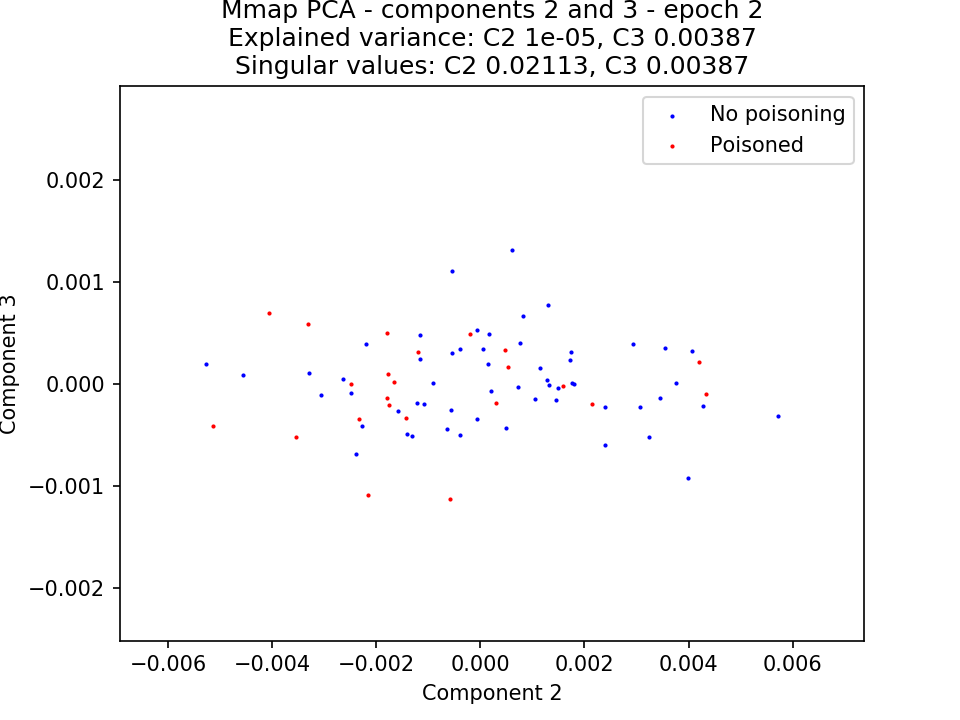 Mmap PCA - components 2 and 3 - epoch 2
Explained variance: C2 1e-05, C3 0.00387
Singular values: C2 0.02113, C3 0.00387
No poisoning
Poisoned
0.002
0.001
0.000
−0.001
−0.002
Component 3
−0.006
−0.004
−0.002
0.000
0.002
0.004
0.006
Component 2